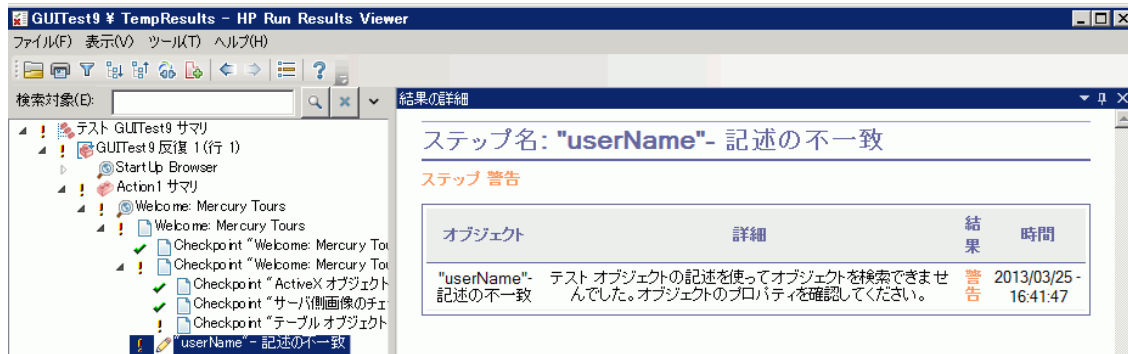 GUITest9 ¥ TempResults - HP Run Results Viewer
ファイル(F) 表示(V) ツール(T) ヘルプ(H)
検索対象(E):
テスト GUITest9 サマリ
GUITest9 反復 1 (行 1)
StartUp Browser
Action1 サマリ
Welcome: Mercury Tours
Welcome: Mercury Tours
Checkpoint "Welcome: Mercury Tou
Checkpoint "Welcome: Mercury Tou
Checkpoint "ActiveX オブジェクト
Checkpoint "サーバ側画像のチェ
Checkpoint "テーブル オブジェクト
"userName"- 記述の不一致
結果の詳細
ステップ名: "userName"- 記述の不一致
ステップ 警告
オブジェクト 詳細 結果 時間
"userName"- 記述の不一致 テスト オブジェクトの記述を使ってオブジェクトを検索できませんでした。オブジェクトのプロパティを確認してください。 警告 2013/03/25 - 16:41:47